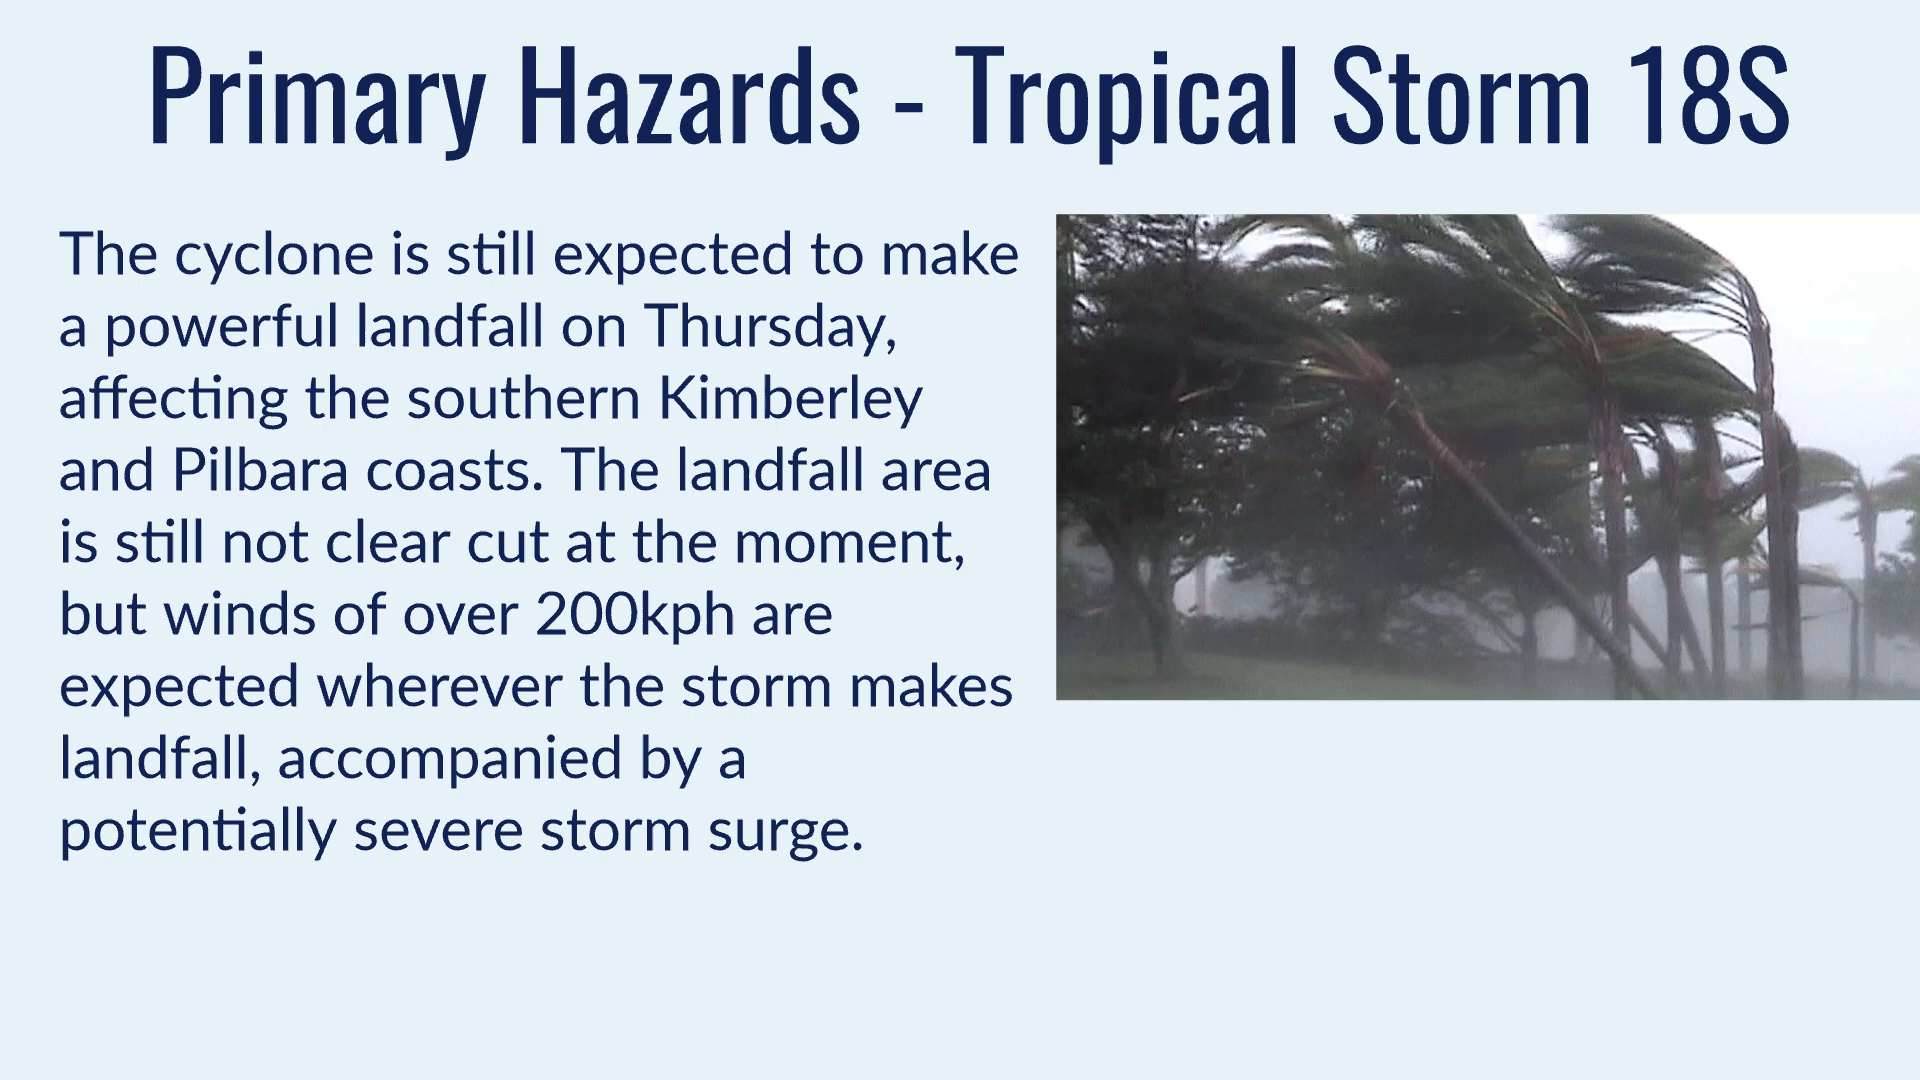 Primary Hazards - Tropical Storm 18S
The cyclone is still expected to make
a powerful landfall on Thursday,
affecting the southern Kimberley
and Pilbara coasts. The landfall area
is still not clear cut at the moment,
but winds of over 200kph are
expected wherever the storm makes
landfall, accompanied by a
potentially severe storm surge.